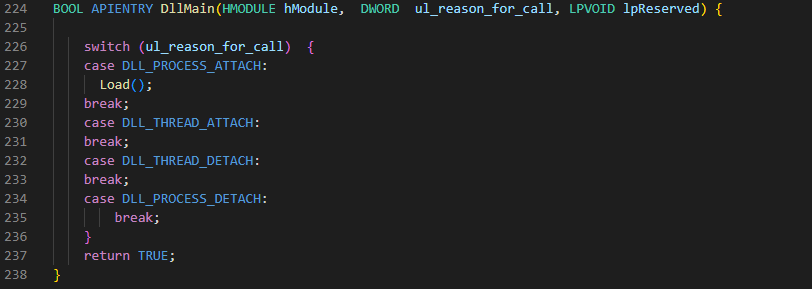 224 BOOL APIENTRY DllMain(HMODULE hModule,  DWORD  ul_reason_for_call, LPVOID lpReserved) {
225
226     switch (ul_reason_for_call)  {
227     case DLL_PROCESS_ATTACH:
228       Load();
229     break;
230     case DLL_THREAD_ATTACH:
231     break;
232     case DLL_THREAD_DETACH:
233     break;
234     case DLL_PROCESS_DETACH:
235         break;
236     }
237     return TRUE;
238 }